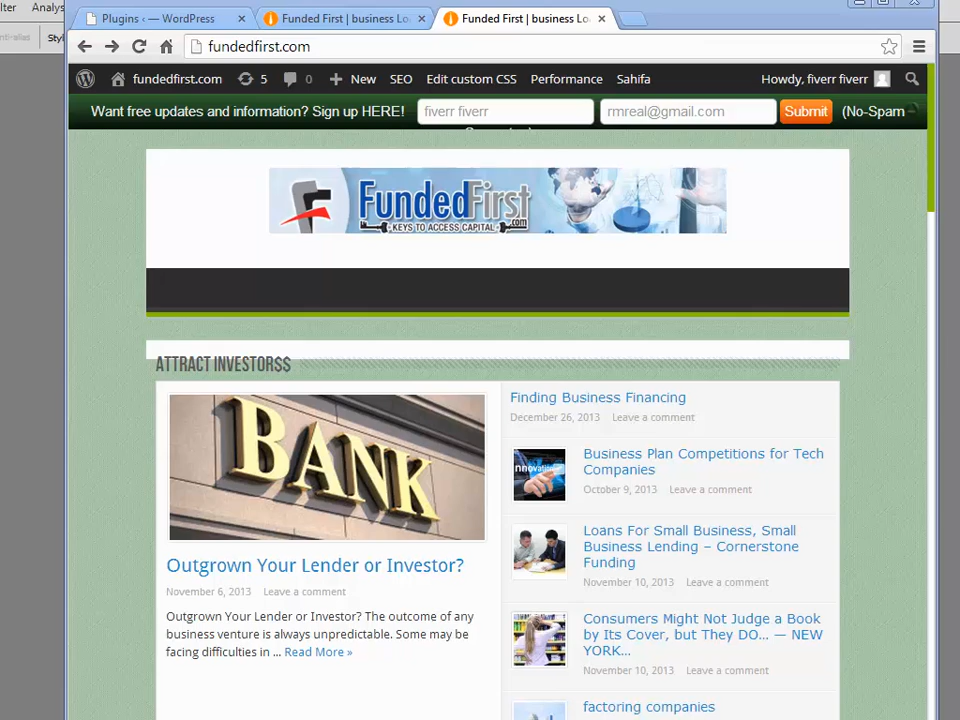 lter Analys
Plugins ‹ — WordPress
Funded First | business Lo
Funded First | business Lo
nti-alias Styl
fundedfirst.com
fundedfirst.com 5 0 New SEO Edit custom CSS Performance Sahifa Howdy, fiverr fiverr
Want free updates and information? Sign up HERE! fiverr fiverr rmreal@gmail.com Submit (No-Spam
FundedFirst
.com
KEYS TO ACCESS CAPITAL
ATTRACT INVESTOR$$
BANK
Outgrown Your Lender or Investor?
November 6, 2013 Leave a comment
Outgrown Your Lender or Investor? The outcome of any
business venture is always unpredictable. Some may be
facing difficulties in ... Read More »
Finding Business Financing
December 26, 2013 Leave a comment
nnovation
Business Plan Competitions for Tech
Companies
October 9, 2013 Leave a comment
Loans For Small Business, Small
Business Lending – Cornerstone
Funding
November 10, 2013 Leave a comment
Consumers Might Not Judge a Book
by Its Cover, but They DO... — NEW
YORK...
November 10, 2013 Leave a comment
factoring companies